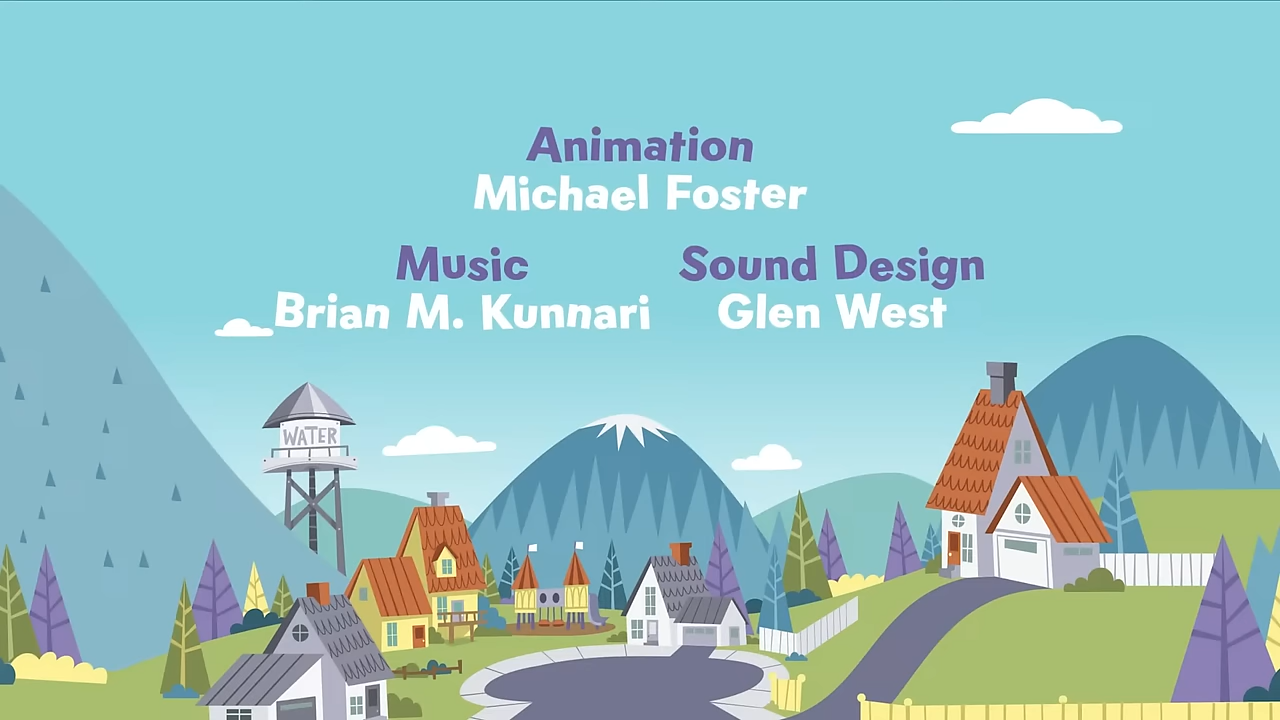 Animation
Michael Foster
Music
Brian M. Kunnari
Sound Design
Glen West
WATER